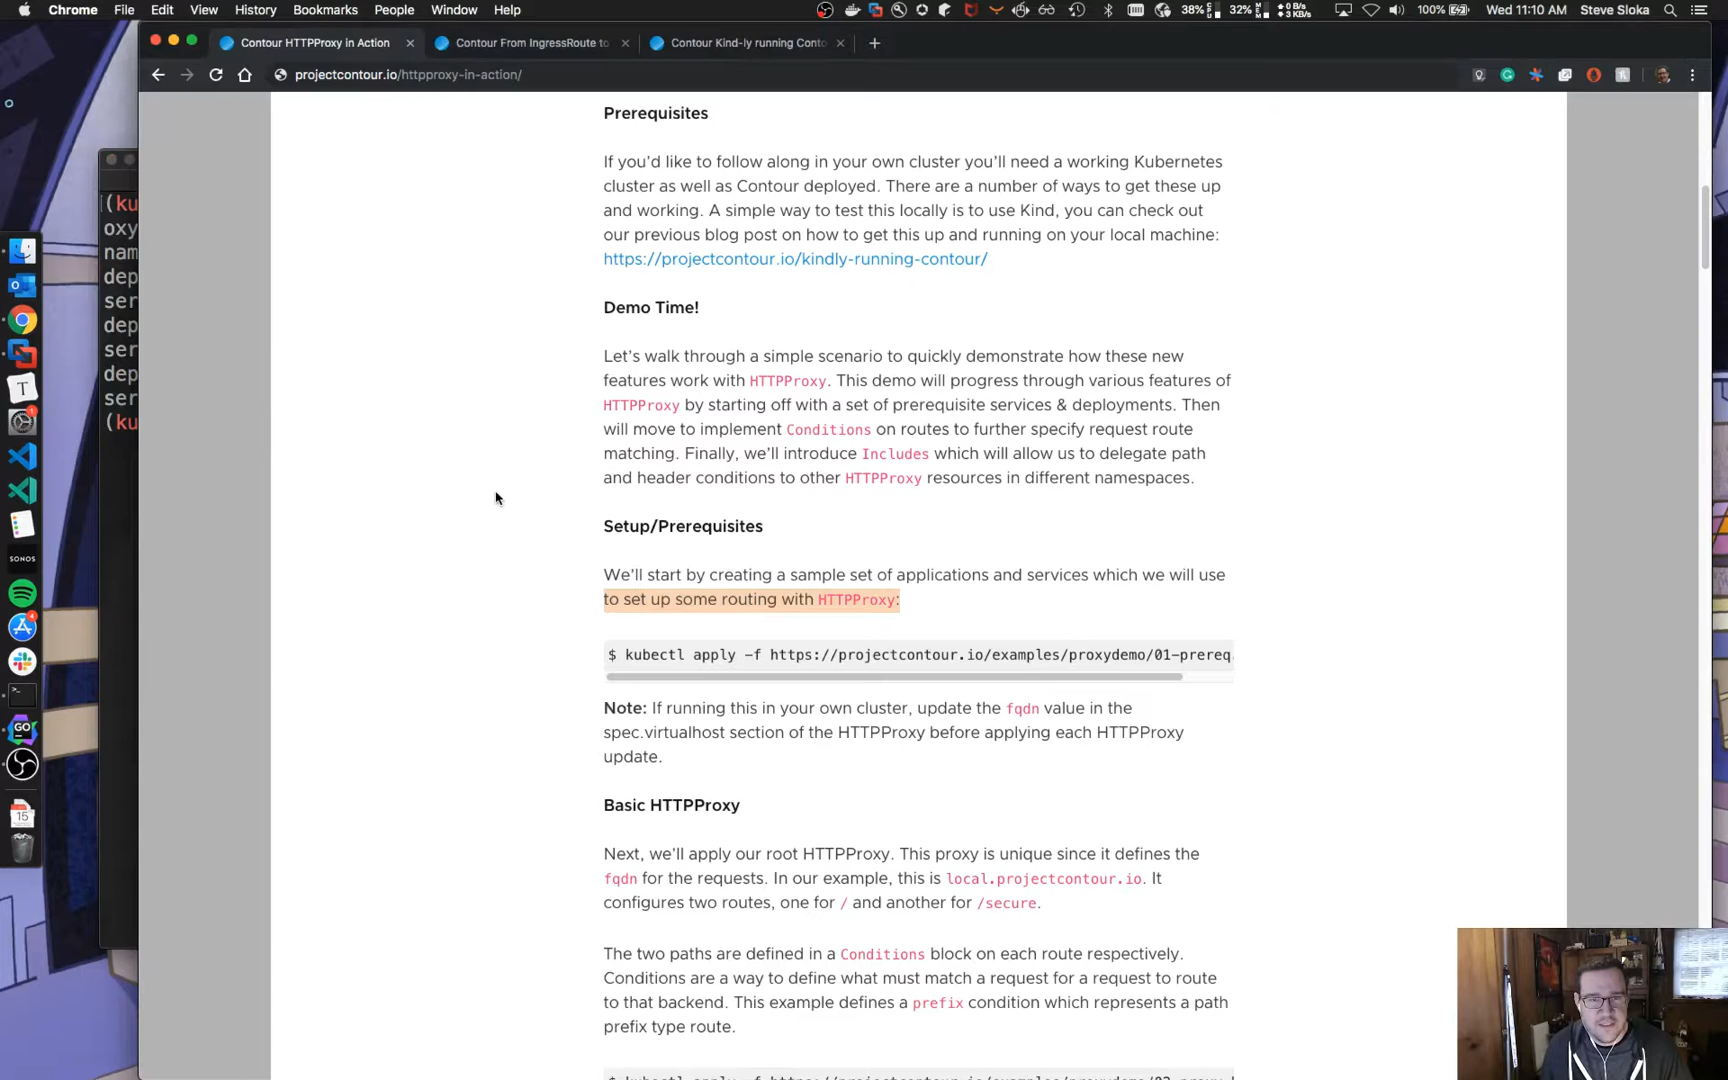 Chrome File Edit View History Bookmarks People Window Help
38% 32% 0 B/s 3 KB/s 100% Wed 11:10 AM Steve Sloka
Contour HTTPProxy in Action
Contour From IngressRoute to
Contour Kind-ly running Conto
projectcontour.io/httpproxy-in-action/
Prerequisites
If you’d like to follow along in your own cluster you’ll need a working Kubernetes
cluster as well as Contour deployed. There are a number of ways to get these up
and working. A simple way to test this locally is to use Kind, you can check out
our previous blog post on how to get this up and running on your local machine:
https://projectcontour.io/kindly-running-contour/
Demo Time!
Let’s walk through a simple scenario to quickly demonstrate how these new
features work with HTTPProxy. This demo will progress through various features of
HTTPProxy by starting off with a set of prerequisite services & deployments. Then
will move to implement Conditions on routes to further specify request route
matching. Finally, we’ll introduce Includes which will allow us to delegate path
and header conditions to other HTTPProxy resources in different namespaces.
Setup/Prerequisites
We’ll start by creating a sample set of applications and services which we will use
to set up some routing with HTTPProxy:
$ kubectl apply -f https://projectcontour.io/examples/proxydemo/01-prereq.
Note: If running this in your own cluster, update the fqdn value in the
spec.virtualhost section of the HTTPProxy before applying each HTTPProxy
update.
Basic HTTPProxy
Next, we’ll apply our root HTTPProxy. This proxy is unique since it defines the
fqdn for the requests. In our example, this is local.projectcontour.io. It
configures two routes, one for / and another for /secure.
The two paths are defined in a Conditions block on each route respectively.
Conditions are a way to define what must match a request for a request to route
to that backend. This example defines a prefix condition which represents a path
prefix type route.
(ku
oxy
nam
dep
ser
dep
ser
dep
ser
(ku
SONOS
15